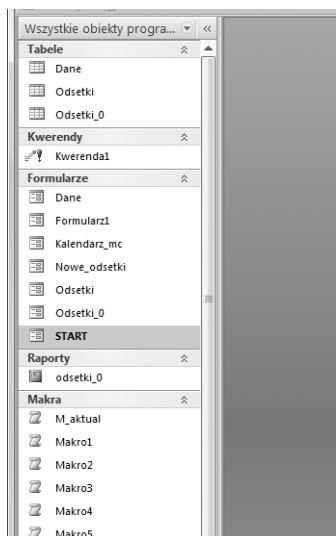 Wszystkie obiekty progra...
Tabele
Dane
Odsetki
Odsetki_0
Kwerendy
Kwerenda1
Formularze
Dane
Formularz1
Kalendarz_mc
Nowe_odsetki
Odsetki
Odsetki_0
START
Raporty
odsetki_0
Makra
M_aktual
Makro1
Makro2
Makro3
Makro4
Makro5